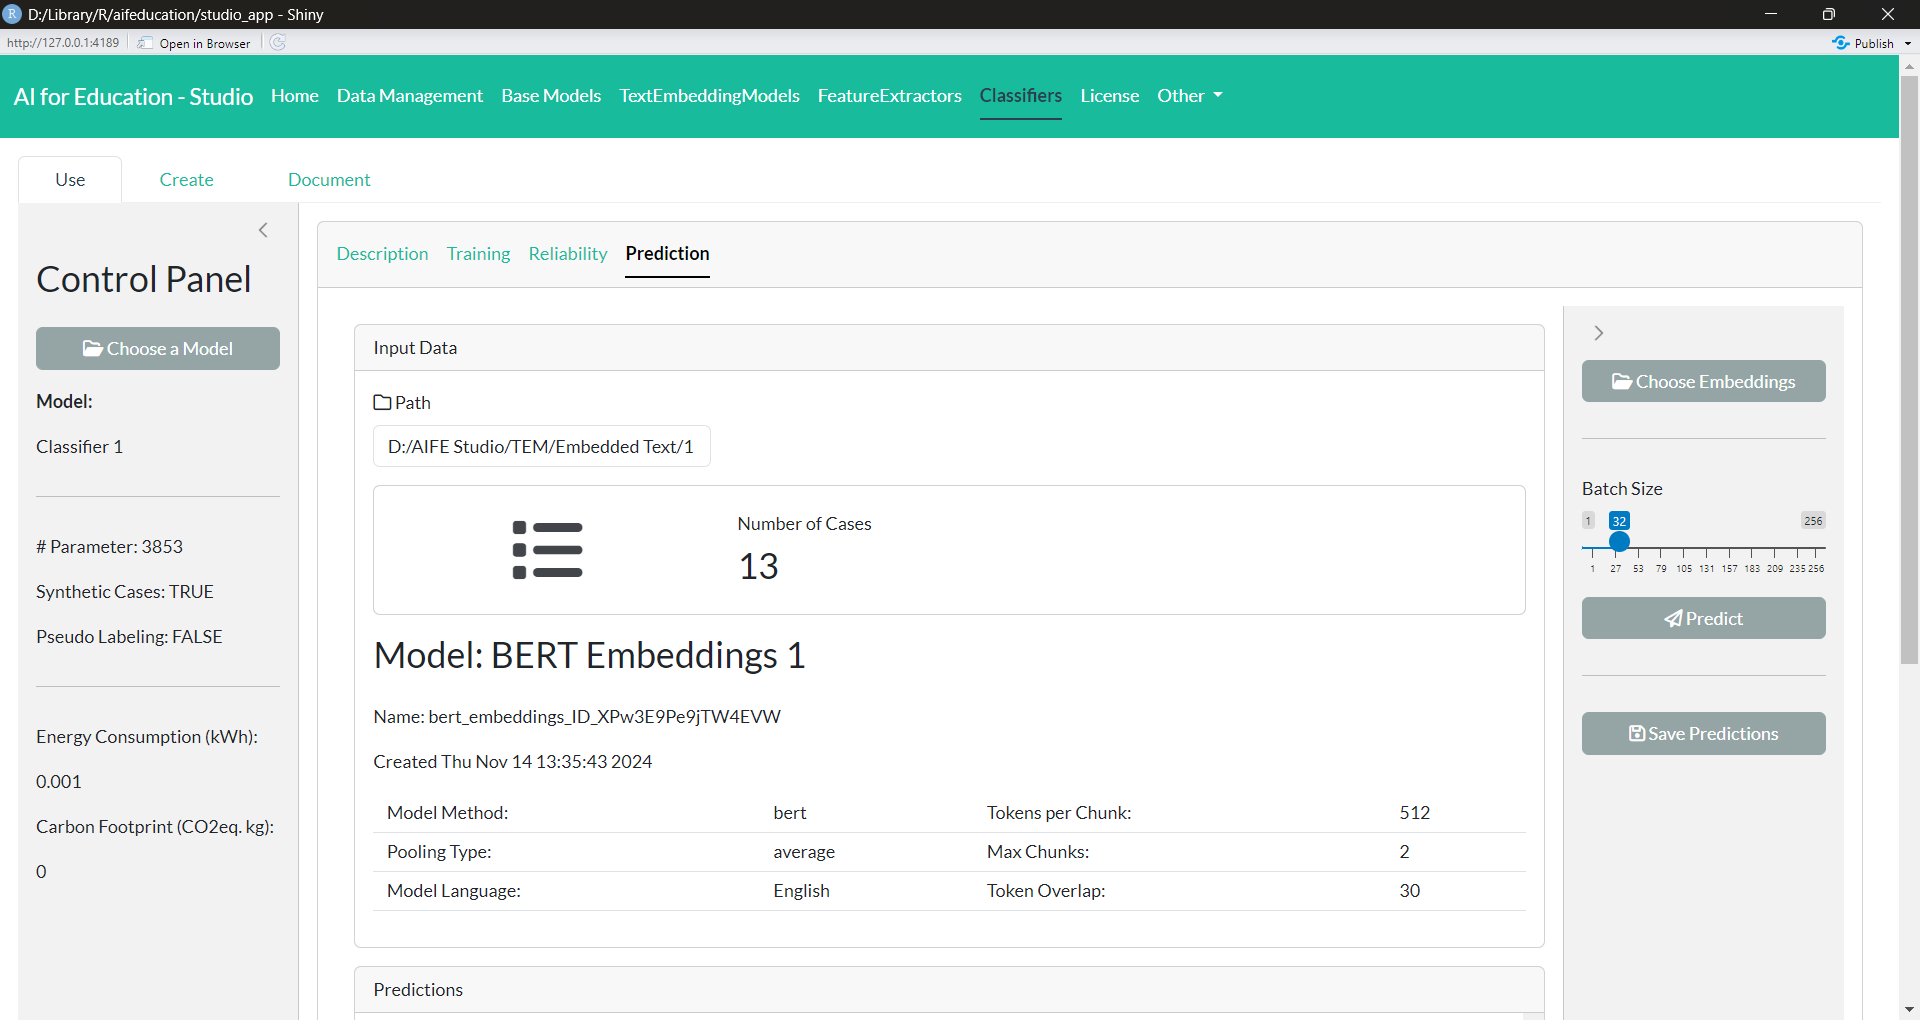 D:/Library/R/aifeducation/studio_app - Shiny
http://127.0.0.1:4189 Open in Browser Publish
AI for Education - Studio Home Data Management Base Models TextEmbeddingModels FeatureExtractors Classifiers License Other
Use Create Document
Control Panel
Choose a Model
Model:
Classifier 1
# Parameter: 3853
Synthetic Cases: TRUE
Pseudo Labeling: FALSE
Energy Consumption (kWh):
0.001
Carbon Footprint (CO2eq. kg):
0
Description Training Reliability Prediction
Input Data
Path
D:/AIFE Studio/TEM/Embedded Text/1
Number of Cases
13
Model: BERT Embeddings 1
Name: bert_embeddings_ID_XPw3E9Pe9jTW4EVW
Created Thu Nov 14 13:35:43 2024
Model Method: bert Tokens per Chunk: 512
Pooling Type: average Max Chunks: 2
Model Language: English Token Overlap: 30
Predictions
Choose Embeddings
Batch Size
1 32 256
1 27 53 79 105 131 157 183 209 235 256
Predict
Save Predictions